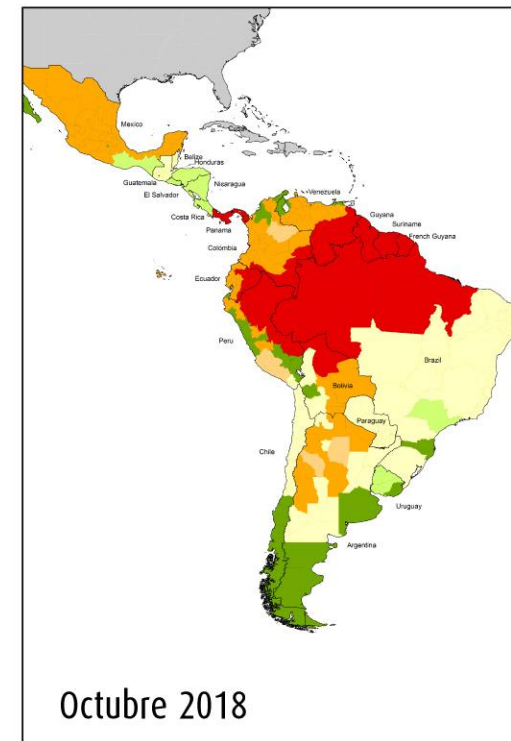 Mexico
Belize
Honduras
Guatemala
Nicaragua
El Salvador
Costa Rica
Panama
Venezuela
Guyana
Suriname
French Guyana
Colombia
Ecuador
Peru
Brazil
Bolivia
Paraguay
Chile
Uruguay
Argentina
Octubre 2018